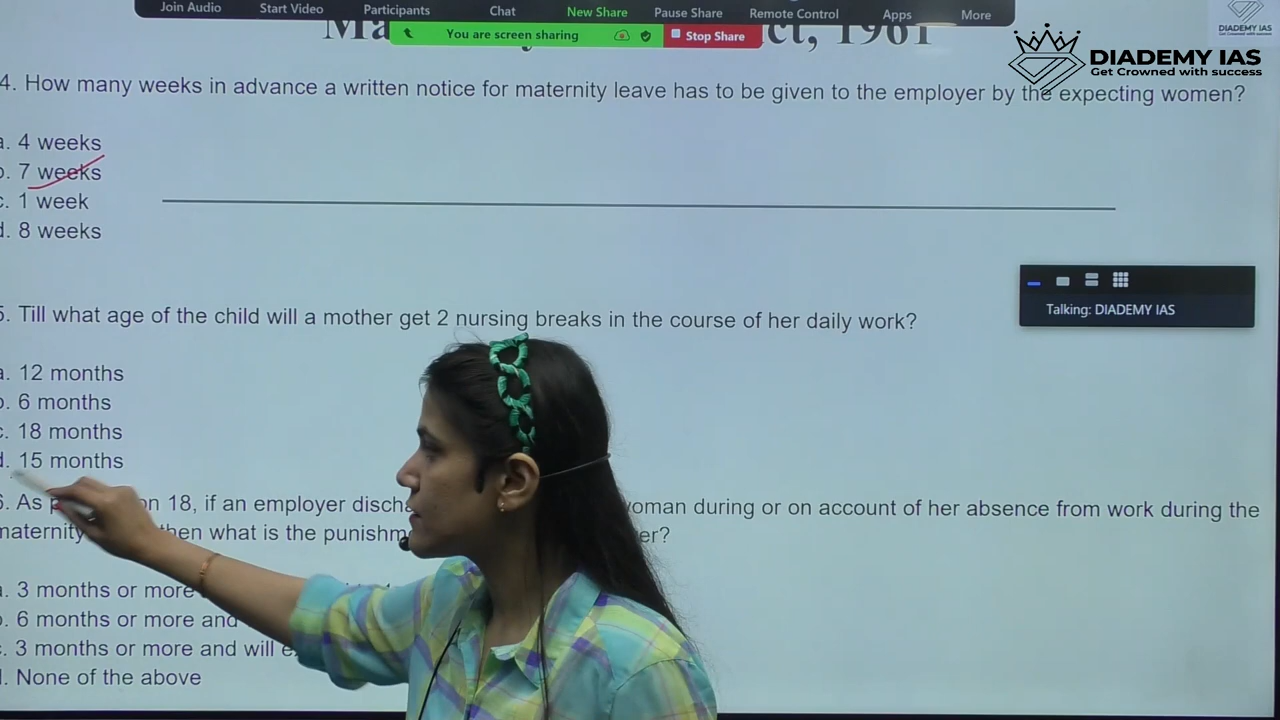 Join Audio Start Video Participants Chat New Share Pause Share Remote Control Apps More
You are screen sharing Stop Share
Ma ct, 1961
DIADEMY IAS
Get Crowned with success
DIADEMY IAS
4. How many weeks in advance a written notice for maternity leave has to be given to the employer by the expecting women?
a. 4 weeks
b. 7 weeks
c. 1 week
d. 8 weeks
Talking: DIADEMY IAS
5. Till what age of the child will a mother get 2 nursing breaks in the course of her daily work?
a. 12 months
b. 6 months
c. 18 months
d. 15 months
6. As on 18, if an employer discha woman during or on account of her absence from work during the
maternity then what is the punishm er?
a. 3 months or more
b. 6 months or more and
c. 3 months or more and will e
d. None of the above